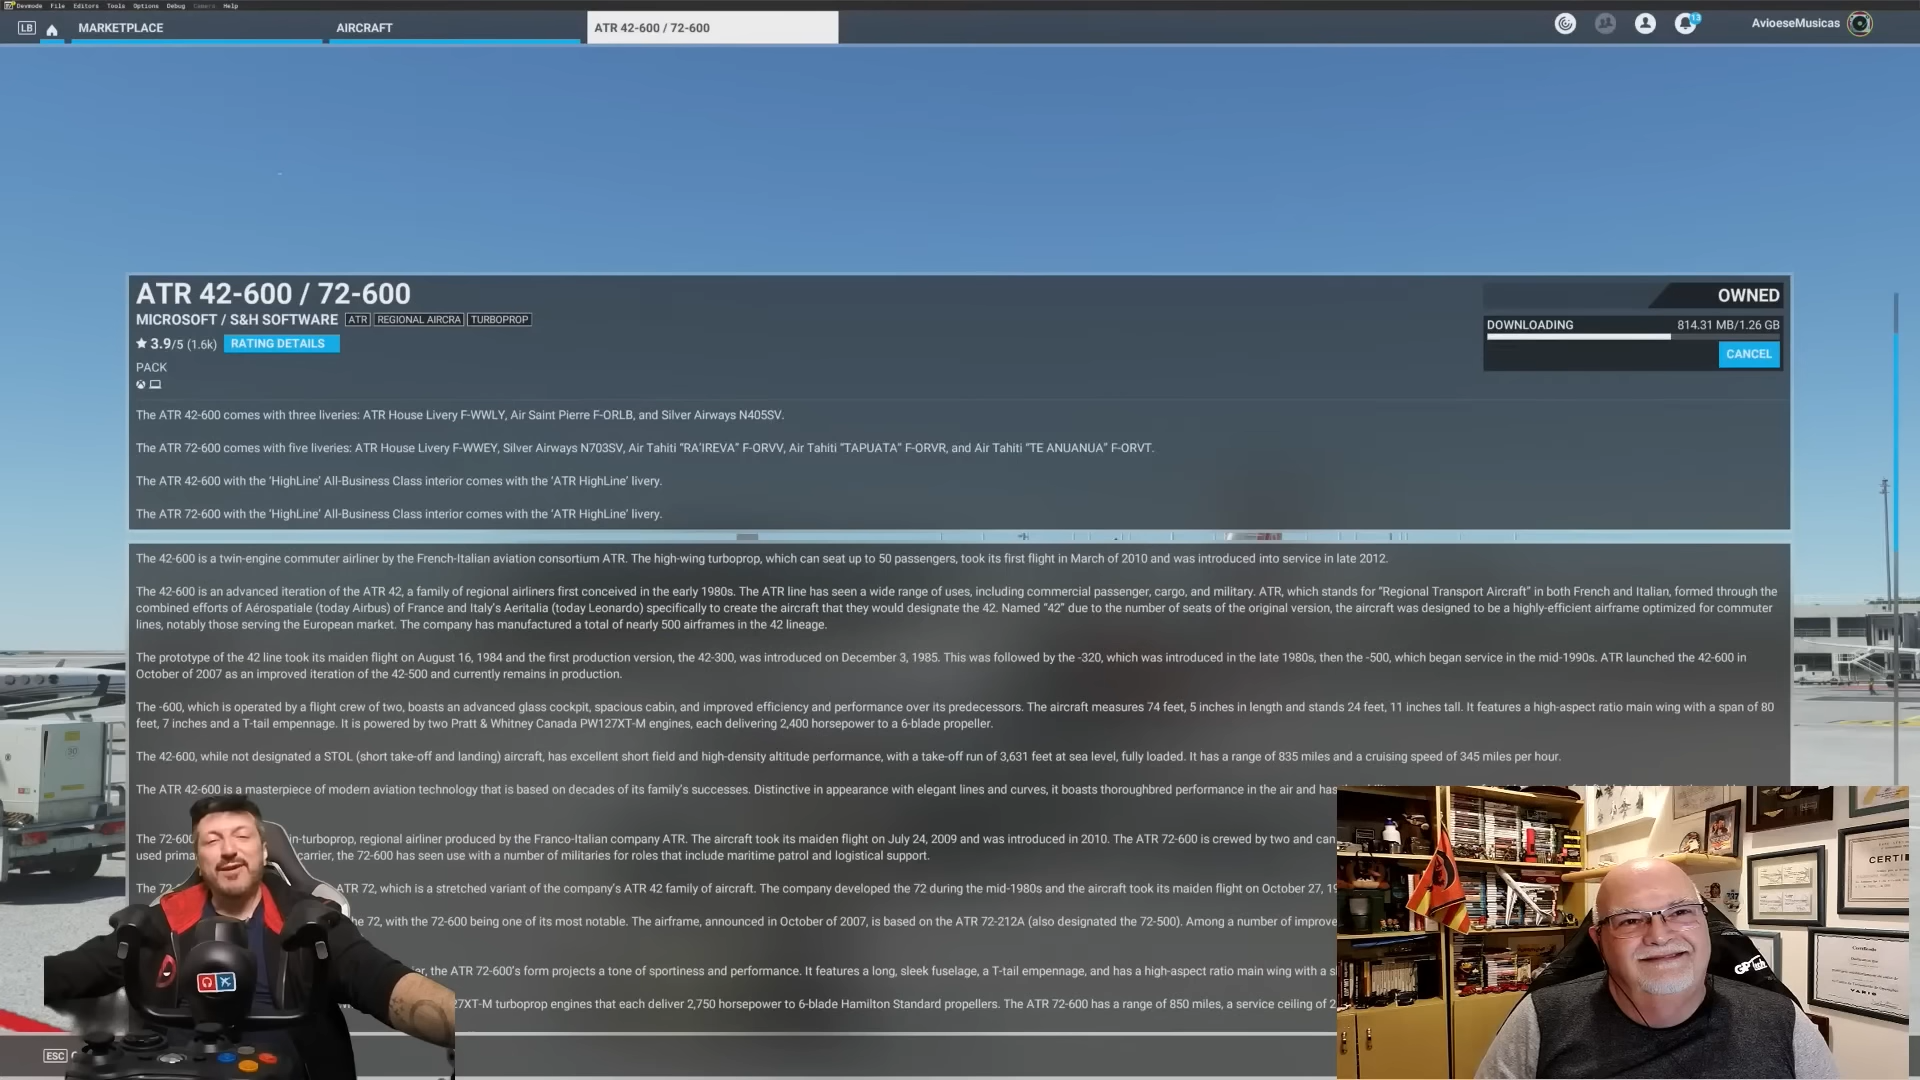 Devmode File Editors Tools Options Debug Camera Help
LB MARKETPLACE AIRCRAFT ATR 42-600 / 72-600 13 AvioeseMusicas
ATR 42-600 / 72-600
OWNED
MICROSOFT / S&H SOFTWARE ATR REGIONAL AIRCRA TURBOPROP
DOWNLOADING 814.31 MB/1.26 GB
3.9/5 (1.6k) RATING DETAILS
CANCEL
PACK
The ATR 42-600 comes with three liveries: ATR House Livery F-WWLY, Air Saint Pierre F-ORLB, and Silver Airways N405SV.
The ATR 72-600 comes with five liveries: ATR House Livery F-WWEY, Silver Airways N703SV, Air Tahiti “RA'IREVA” F-ORVV, Air Tahiti “TAPUATA” F-ORVR, and Air Tahiti “TE ANUANUA” F-ORVT.
The ATR 42-600 with the ‘HighLine’ All-Business Class interior comes with the ‘ATR HighLine’ livery.
The ATR 72-600 with the ‘HighLine’ All-Business Class interior comes with the ‘ATR HighLine’ livery.
The 42-600 is a twin-engine commuter airliner by the French-Italian aviation consortium ATR. The high-wing turboprop, which can seat up to 50 passengers, took its first flight in March of 2010 and was introduced into service in late 2012.
The 42-600 is an advanced iteration of the ATR 42, a family of regional airliners first conceived in the early 1980s. The ATR line has seen a wide range of uses, including commercial passenger, cargo, and military. ATR, which stands for “Regional Transport Aircraft” in both French and Italian, formed through the
combined efforts of Aérospatiale (today Airbus) of France and Italy's Aeritalia (today Leonardo) specifically to create the aircraft that they would designate the 42. Named “42” due to the number of seats of the original version, the aircraft was designed to be a highly-efficient airframe optimized for commuter
lines, notably those serving the European market. The company has manufactured a total of nearly 500 airframes in the 42 lineage.
The prototype of the 42 line took its maiden flight on August 16, 1984 and the first production version, the 42-300, was introduced on December 3, 1985. This was followed by the -320, which was introduced in the late 1980s, then the -500, which began service in the mid-1990s. ATR launched the 42-600 in
October of 2007 as an improved iteration of the 42-500 and currently remains in production.
The -600, which is operated by a flight crew of two, boasts an advanced glass cockpit, spacious cabin, and improved efficiency and performance over its predecessors. The aircraft measures 74 feet, 5 inches in length and stands 24 feet, 11 inches tall. It features a high-aspect ratio main wing with a span of 80
feet, 7 inches and a T-tail empennage. It is powered by two Pratt & Whitney Canada PW127XT-M engines, each delivering 2,400 horsepower to a 6-blade propeller.
The 42-600, while not designated a STOL (short take-off and landing) aircraft, has excellent short field and high-density altitude performance, with a take-off run of 3,631 feet at sea level, fully loaded. It has a range of 835 miles and a cruising speed of 345 miles per hour.
The ATR 42-600 is a masterpiece of modern aviation technology that is based on decades of its family's successes. Distinctive in appearance with elegant lines and curves, it boasts thoroughbred performance in the air and has
The 72-600 in-turboprop, regional airliner produced by the Franco-Italian company ATR. The aircraft took its maiden flight on July 24, 2009 and was introduced in 2010. The ATR 72-600 is crewed by two and can
used prima carrier, the 72-600 has seen use with a number of militaries for roles that include maritime patrol and logistical support.
The 72 ATR 72, which is a stretched variant of the company's ATR 42 family of aircraft. The company developed the 72 during the mid-1980s and the aircraft took its maiden flight on October 27, 19
he 72, with the 72-600 being one of its most notable. The airframe, announced in October of 2007, is based on the ATR 72-212A (also designated the 72-500). Among a number of improve
er, the ATR 72-600's form projects a tone of sportiness and performance. It features a long, sleek fuselage, a T-tail empennage, and has a high-aspect ratio main wing with a s
27XT-M turboprop engines that each deliver 2,750 horsepower to 6-blade Hamilton Standard propellers. The ATR 72-600 has a range of 850 miles, a service ceiling of 2
ESC
CERTI